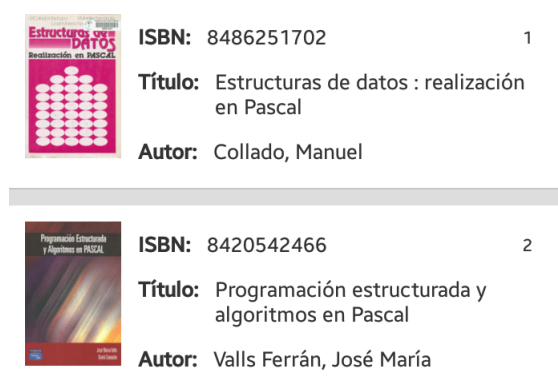 Estructuras de
DATOS
Realización en PASCAL
ISBN: 8486251702
1
Título: Estructuras de datos : realización
en Pascal
Autor: Collado, Manuel
Programación Estructurada
y Algoritmos en PASCAL
ISBN: 8420542466
2
Título: Programación estructurada y
algoritmos en Pascal
Autor: Valls Ferrán, José María